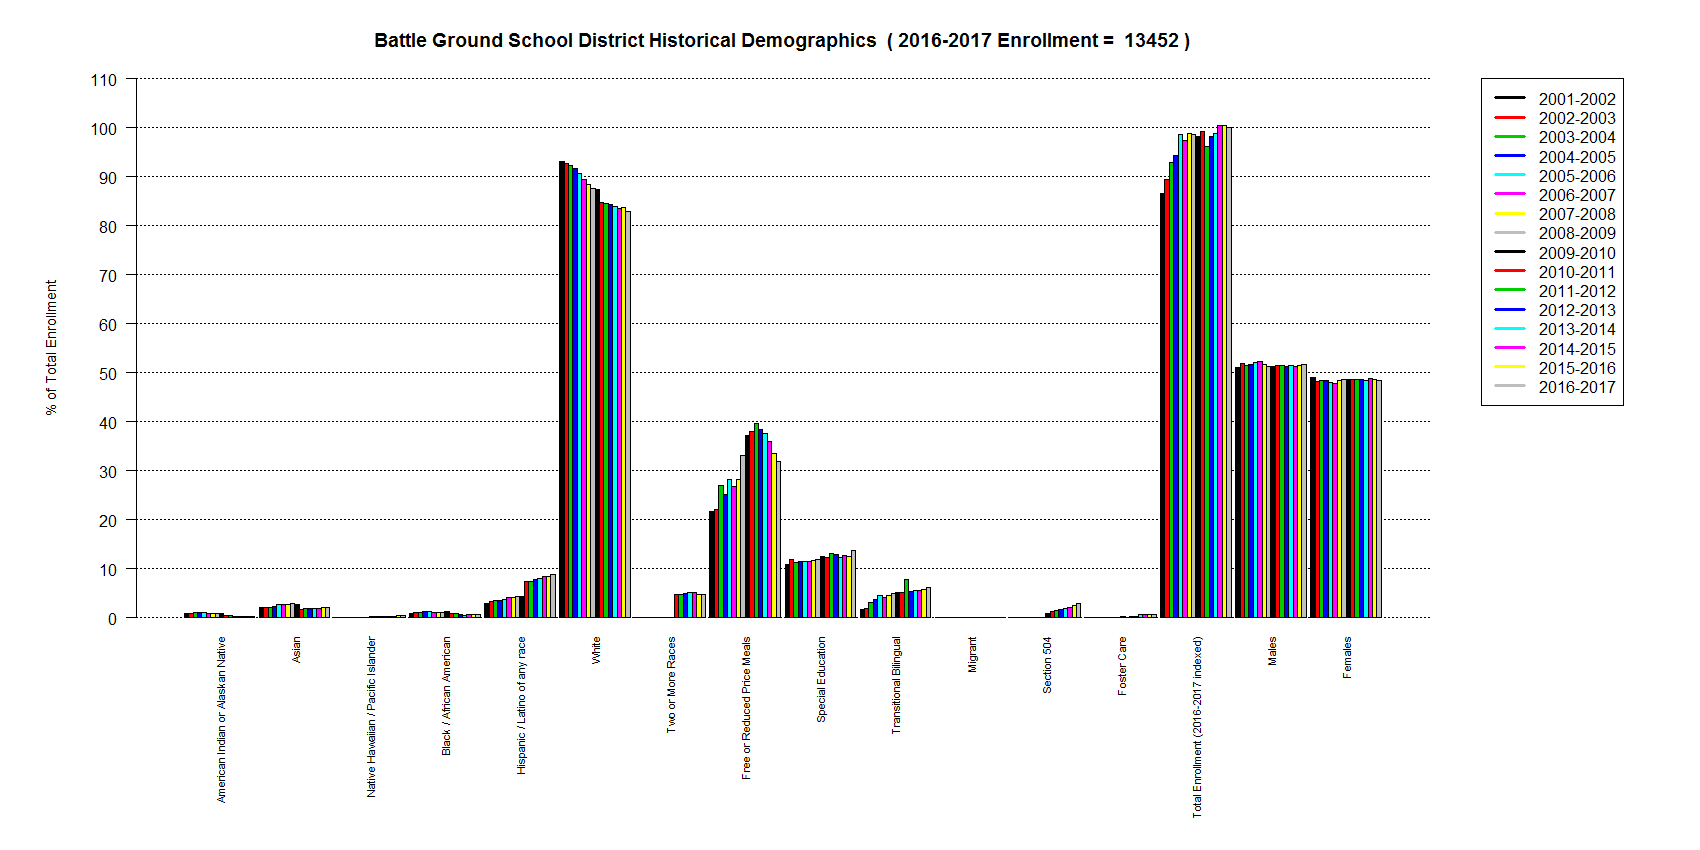 Battle Ground School District Historical Demographics  ( 2016-2017 Enrollment =  13452 )
% of Total Enrollment
110
100
90
80
70
60
50
40
30
20
10
0
American Indian or Alaskan Native
Asian
Native Hawaiian / Pacific Islander
Black / African American
Hispanic / Latino of any race
White
Two or More Races
Free or Reduced Price Meals
Special Education
Transitional Bilingual
Migrant
Section 504
Foster Care
Total Enrollment (2016-2017 indexed)
Males
Females
2001-2002
2002-2003
2003-2004
2004-2005
2005-2006
2006-2007
2007-2008
2008-2009
2009-2010
2010-2011
2011-2012
2012-2013
2013-2014
2014-2015
2015-2016
2016-2017